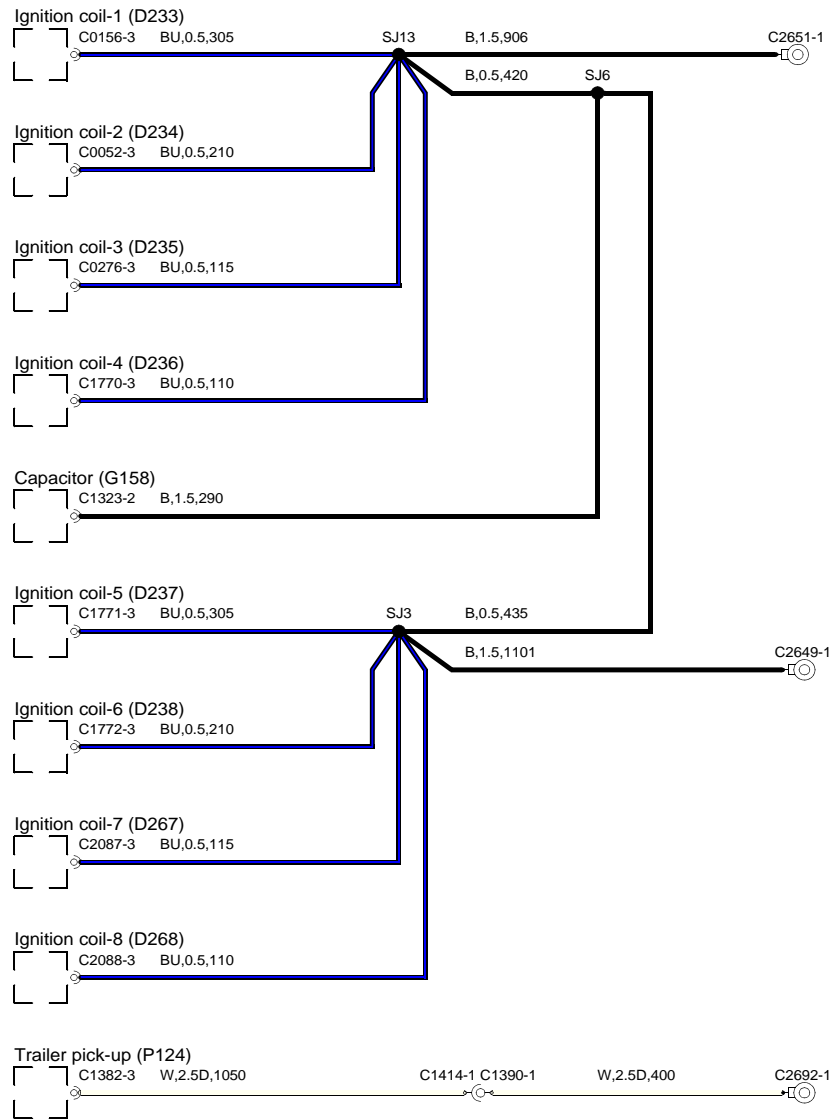 Ignition coil-1 (D233)
C0156-3 BU,0.5,305 SJ13 B,1.5,906 C2651-1
B,0.5,420 SJ6
Ignition coil-2 (D234)
C0052-3 BU,0.5,210
Ignition coil-3 (D235)
C0276-3 BU,0.5,115
Ignition coil-4 (D236)
C1770-3 BU,0.5,110
Capacitor (G158)
C1323-2 B,1.5,290
Ignition coil-5 (D237)
C1771-3 BU,0.5,305 SJ3 B,0.5,435
B,1.5,1101 C2649-1
Ignition coil-6 (D238)
C1772-3 BU,0.5,210
Ignition coil-7 (D267)
C2087-3 BU,0.5,115
Ignition coil-8 (D268)
C2088-3 BU,0.5,110
Trailer pick-up (P124)
C1382-3 W,2.5D,1050 C1414-1 C1390-1 W,2.5D,400 C2692-1